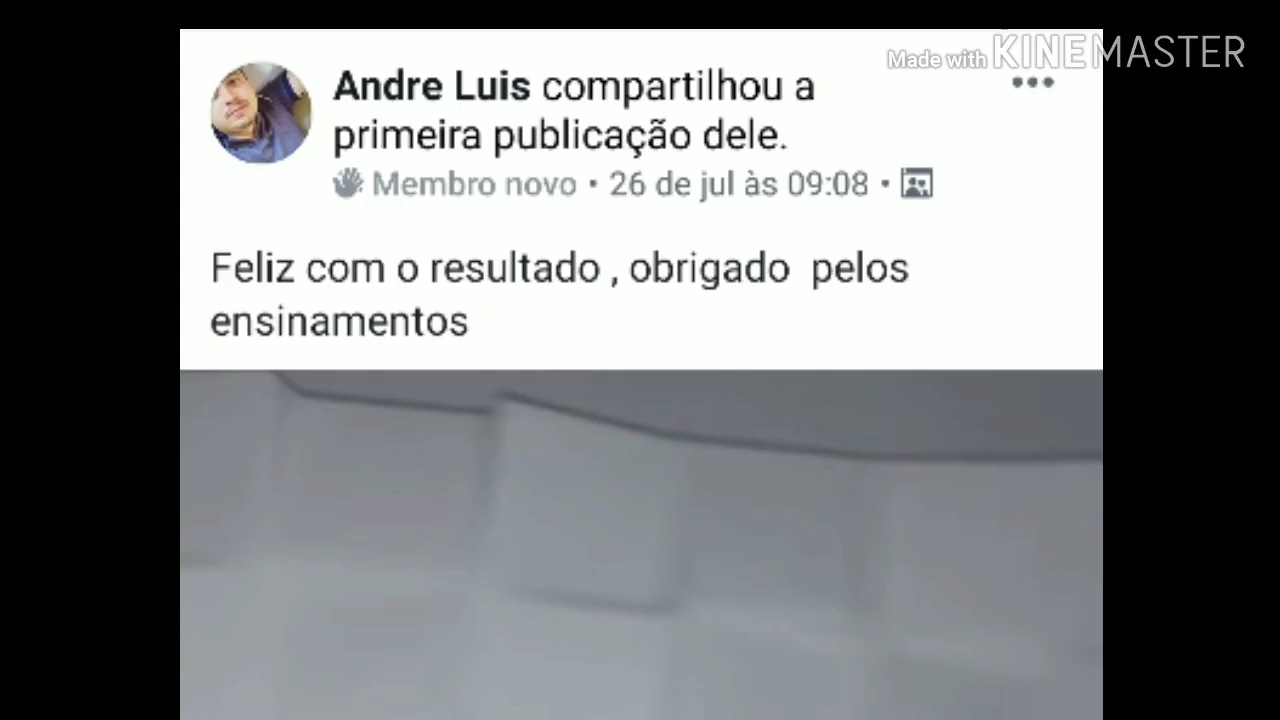 Made with KINEMASTER
Andre Luis compartilhou a
primeira publicação dele.
Membro novo • 26 de jul às 09:08 •
Feliz com o resultado , obrigado  pelos
ensinamentos